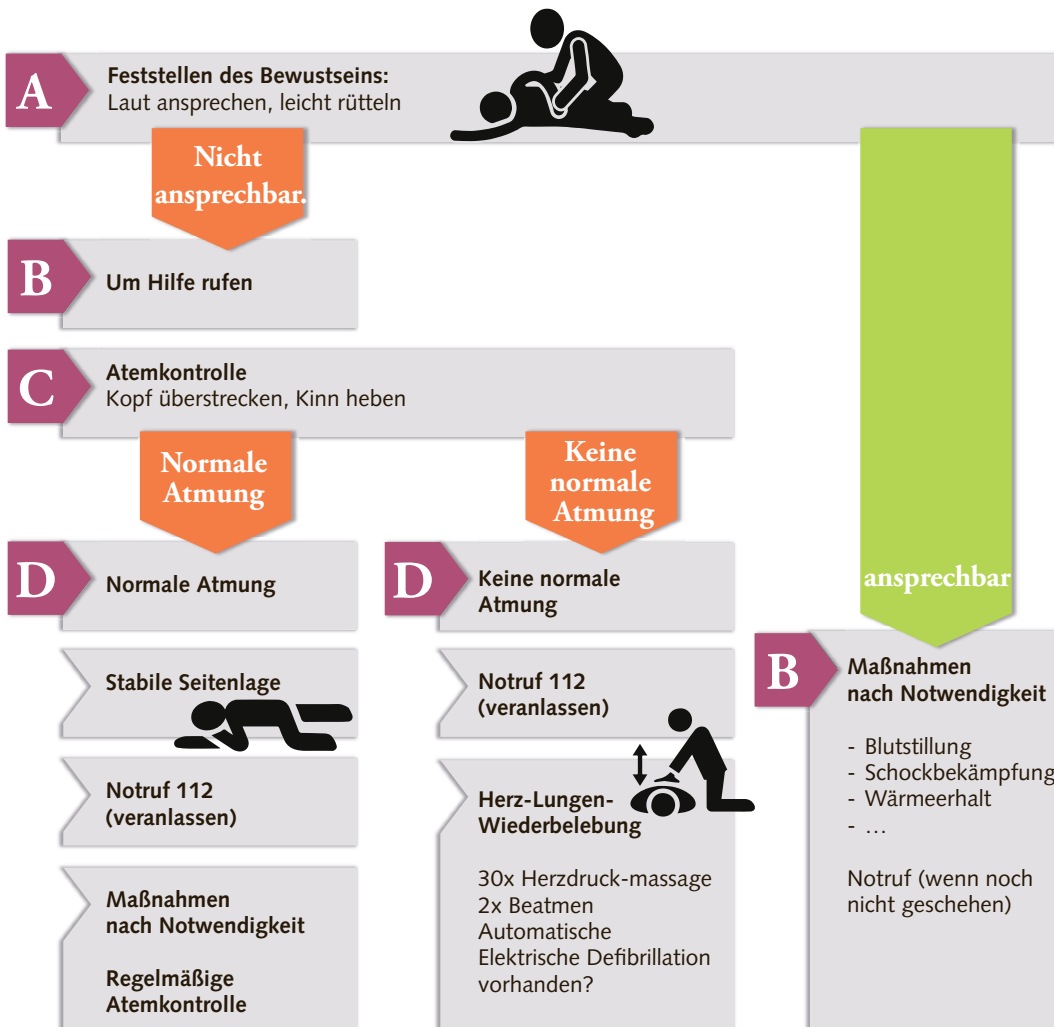 A
Feststellen des Bewustseins:
Laut ansprechen, leicht rütteln
Nicht
ansprechbar.
B
Um Hilfe rufen
C
Atemkontrolle
Kopf überstrecken, Kinn heben
Normale
Atmung
Keine
normale
Atmung
D
Normale Atmung
Stabile Seitenlage
Notruf 112
(veranlassen)
Maßnahmen
nach Notwendigkeit
Regelmäßige
Atemkontrolle
D
Keine normale
Atmung
Notruf 112
(veranlassen)
Herz-Lungen-
Wiederbelebung
30x Herzdruck-massage
2x Beatmen
Automatische
Elektrische Defibrillation
vorhanden?
ansprechbar
B
Maßnahmen
nach Notwendigkeit
- Blutstillung
- Schockbekämpfung
- Wärmeerhalt
- …
Notruf (wenn noch
nicht geschehen)